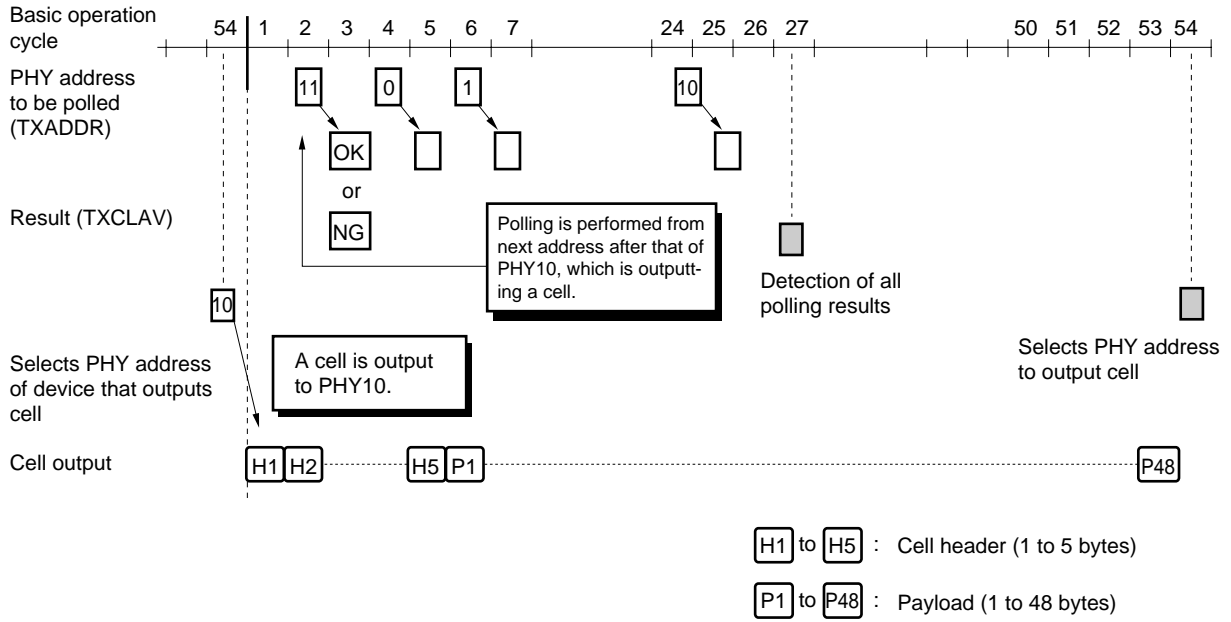 Basic operation
cycle
54 1 2 3 4 5 6 7 24 25 26 27 50 51 52 53 54
PHY address
to be polled
(TXADDR)
11 0 1 10
OK
or
NG
Result (TXCLAV)
Polling is performed from
next address after that of
PHY10, which is outputt-
ing a cell.
Detection of all
polling results
10
Selects PHY address
of device that outputs
cell
A cell is output
to PHY10.
Selects PHY address
to output cell
Cell output
H1 H2 H5 P1 P48
H1 to H5 : Cell header (1 to 5 bytes)
P1 to P48 : Payload (1 to 48 bytes)